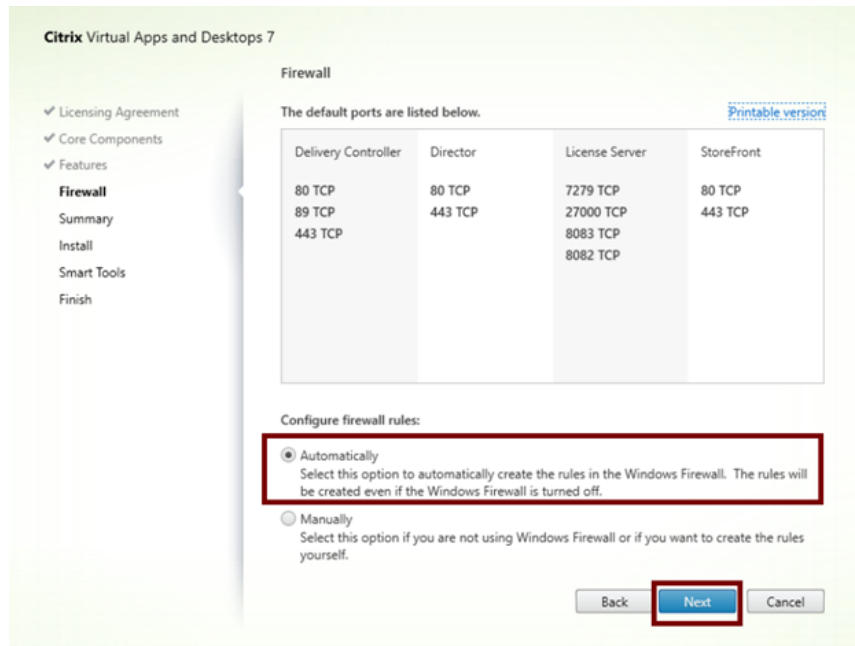 Citrix Virtual Apps and Desktops 7
Firewall
Licensing Agreement
Core Components
Features
Firewall
Summary
Install
Smart Tools
Finish
The default ports are listed below.
Printable version
Delivery Controller
80 TCP
89 TCP
443 TCP
Director
80 TCP
443 TCP
License Server
7279 TCP
27000 TCP
8083 TCP
8082 TCP
StoreFront
80 TCP
443 TCP
Configure firewall rules:
Automatically
Select this option to automatically create the rules in the Windows Firewall. The rules will
be created even if the Windows Firewall is turned off.
Manually
Select this option if you are not using Windows Firewall or if you want to create the rules
yourself.
Back
Next
Cancel